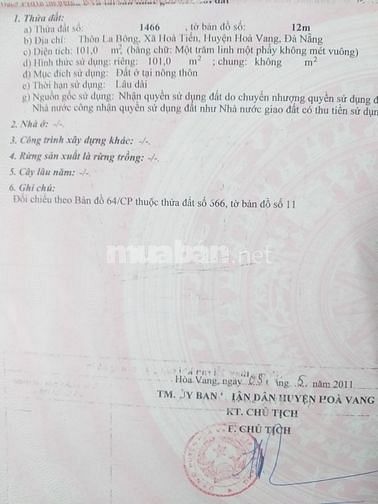 1. Thửa đất:
a) Thửa đất số: 1466 , tờ bản đồ số: 12m
b) Địa chỉ: Thôn La Bông, Xã Hoà Tiến, Huyện Hoà Vang, Đà Nẵng
c) Diện tích: 101,0 m², (bằng chữ: Một trăm linh một phẩy không mét vuông)
d) Hình thức sử dụng: riêng: 101,0 m² ; chung: không m²
đ) Mục đích sử dụng: Đất ở tại nông thôn
e) Thời hạn sử dụng: Lâu dài
g) Nguồn gốc sử dụng: Nhận quyền sử dụng đất do chuyển nhượng quyền sử dụng đ
Nhà nước công nhận quyền sử dụng đất như Nhà nước giao đất có thu tiền sử dụn
2. Nhà ở: -/-.
3. Công trình xây dựng khác: -/-.
4. Rừng sản xuất là rừng trồng: -/-.
5. Cây lâu năm: -/-.
6. Ghi chú:
Đối chiếu theo Bản đồ 64/CP thuộc thửa đất số 566, tờ bản đồ số 11
muaban.net
Hòa Vang, ngày 05 áng 5 năm 2011
TM. ỦY BAN ÂN DÂN HUYỆN HOÀ VANG
KT. CHỦ TỊCH
P. CHỦ TỊCH